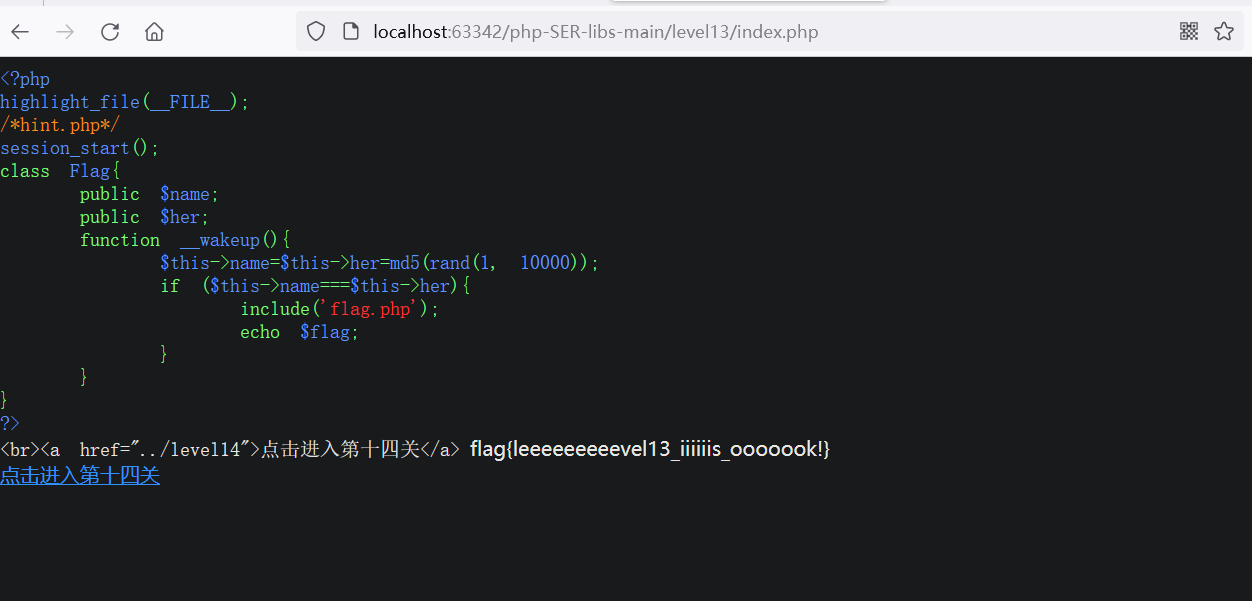 localhost:63342/php-SER-libs-main/level13/index.php
<?php
highlight_file(__FILE__);
/*hint.php*/
session_start();
class Flag{
public $name;
public $her;
function __wakeup(){
$this->name=$this->her=md5(rand(1, 10000));
if ($this->name===$this->her){
include('flag.php');
echo $flag;
}
}
}
?>
<br><a href="../level14">点击进入第十四关</a> flag{leeeeeeeeevel13_iiiiiis_ooooook!}
点击进入第十四关